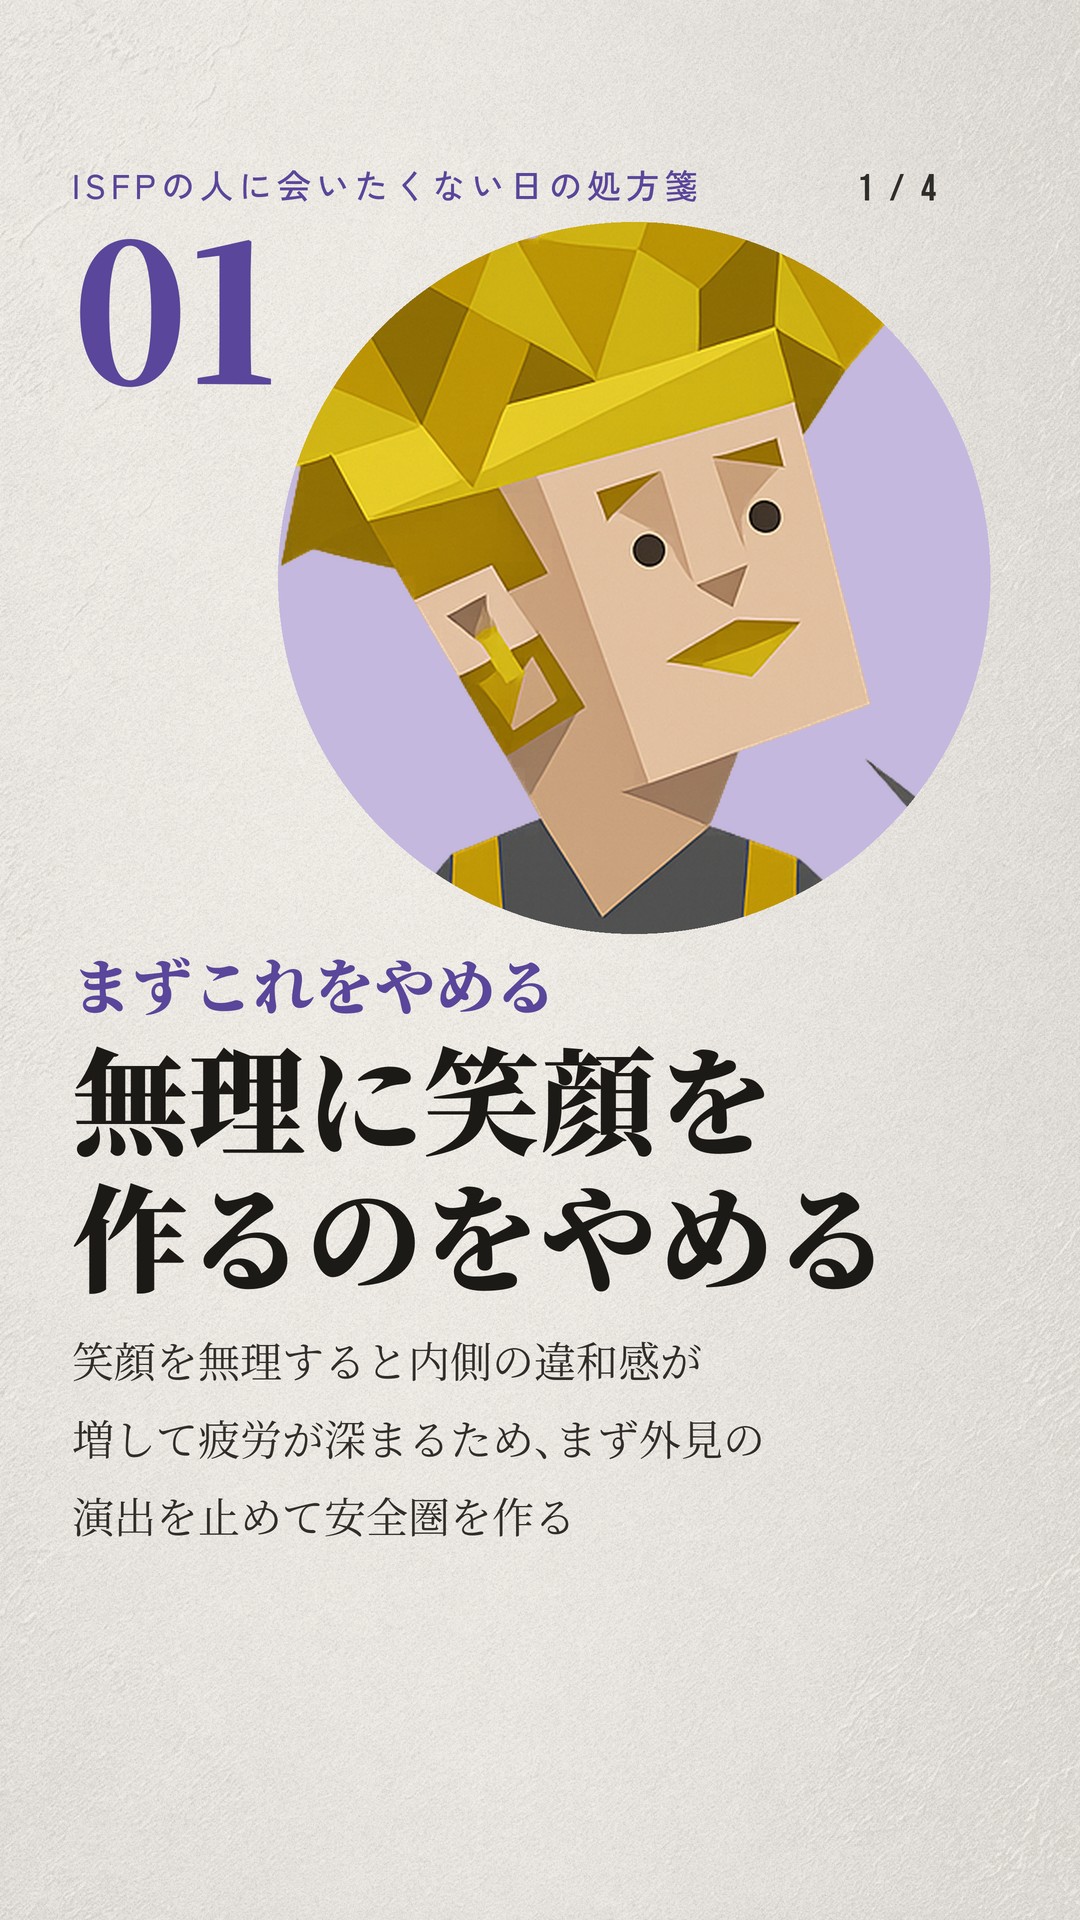 ISFPの人に会いたくない日の処方箋
1 / 4
01
まずこれをやめる
無理に笑顔を
作るのをやめる
笑顔を無理すると内側の違和感が
増して疲労が深まるため、まず外見の
演出を止めて安全圏を作る